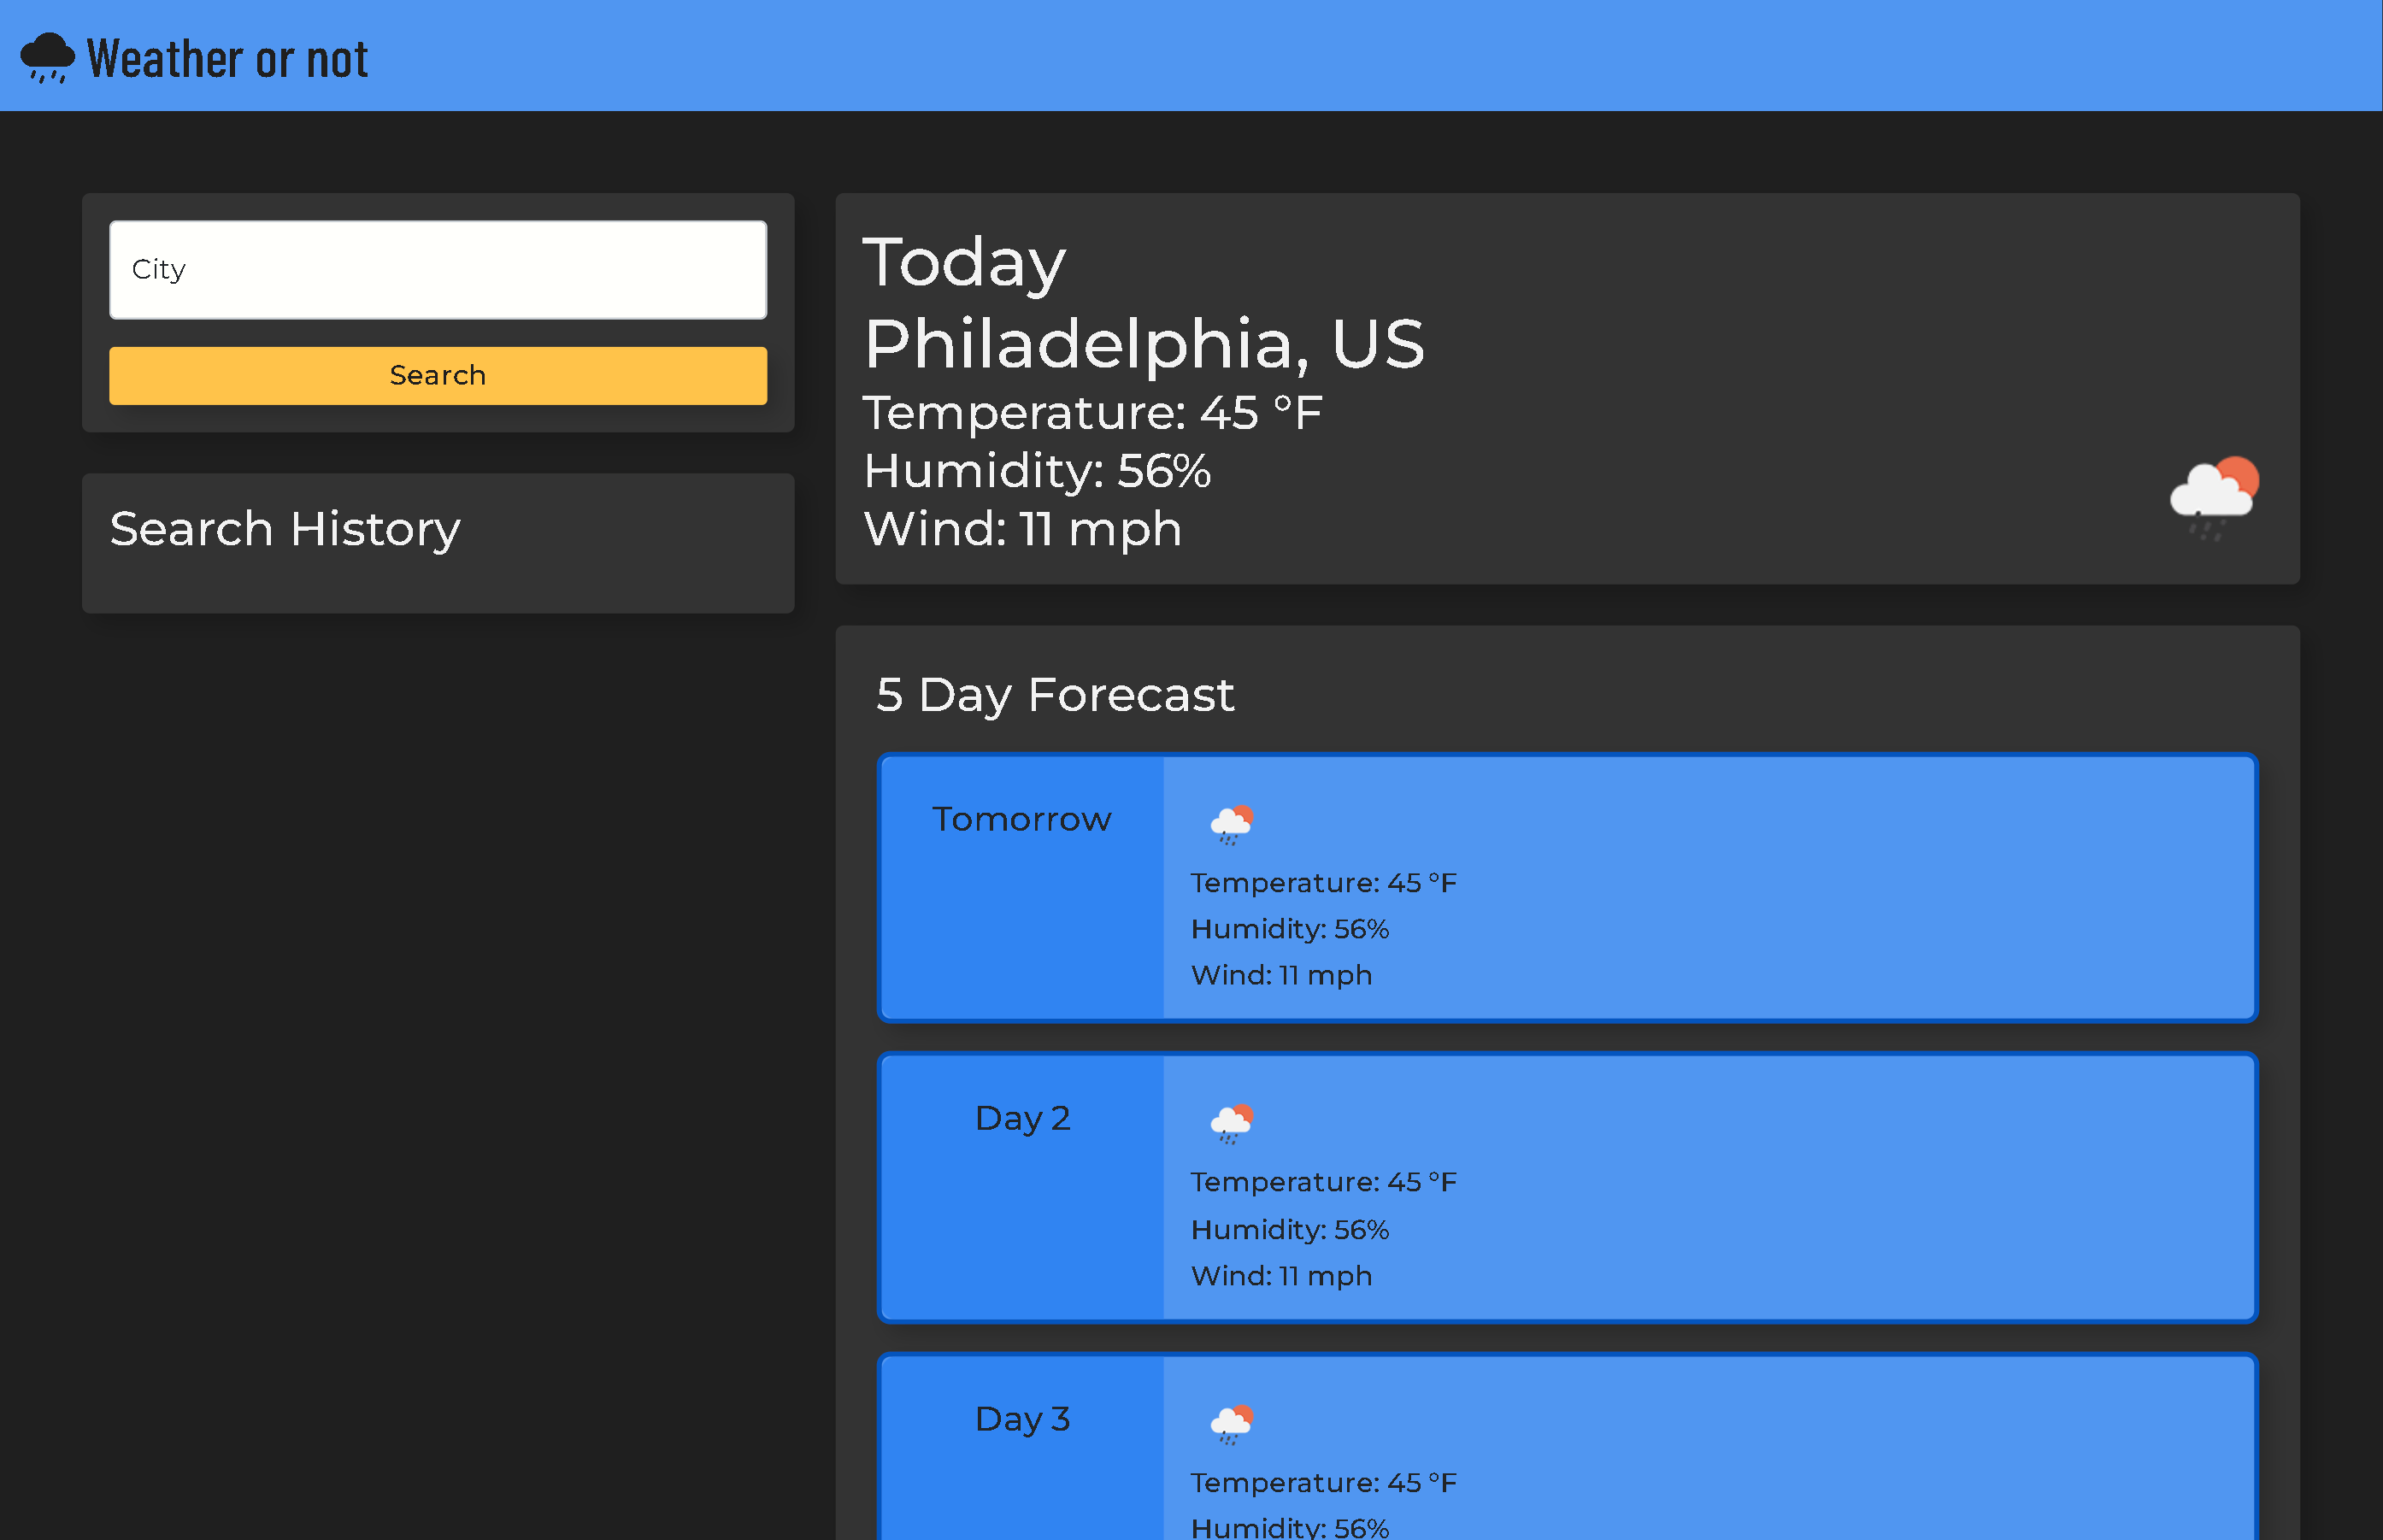 Weather or not
City
Search
Search History
Today
Philadelphia, US
Temperature: 45 °F
Humidity: 56%
Wind: 11 mph
5 Day Forecast
Tomorrow
Temperature: 45 °F
Humidity: 56%
Wind: 11 mph
Day 2
Temperature: 45 °F
Humidity: 56%
Wind: 11 mph
Day 3
Temperature: 45 °F
Humidity: 56%